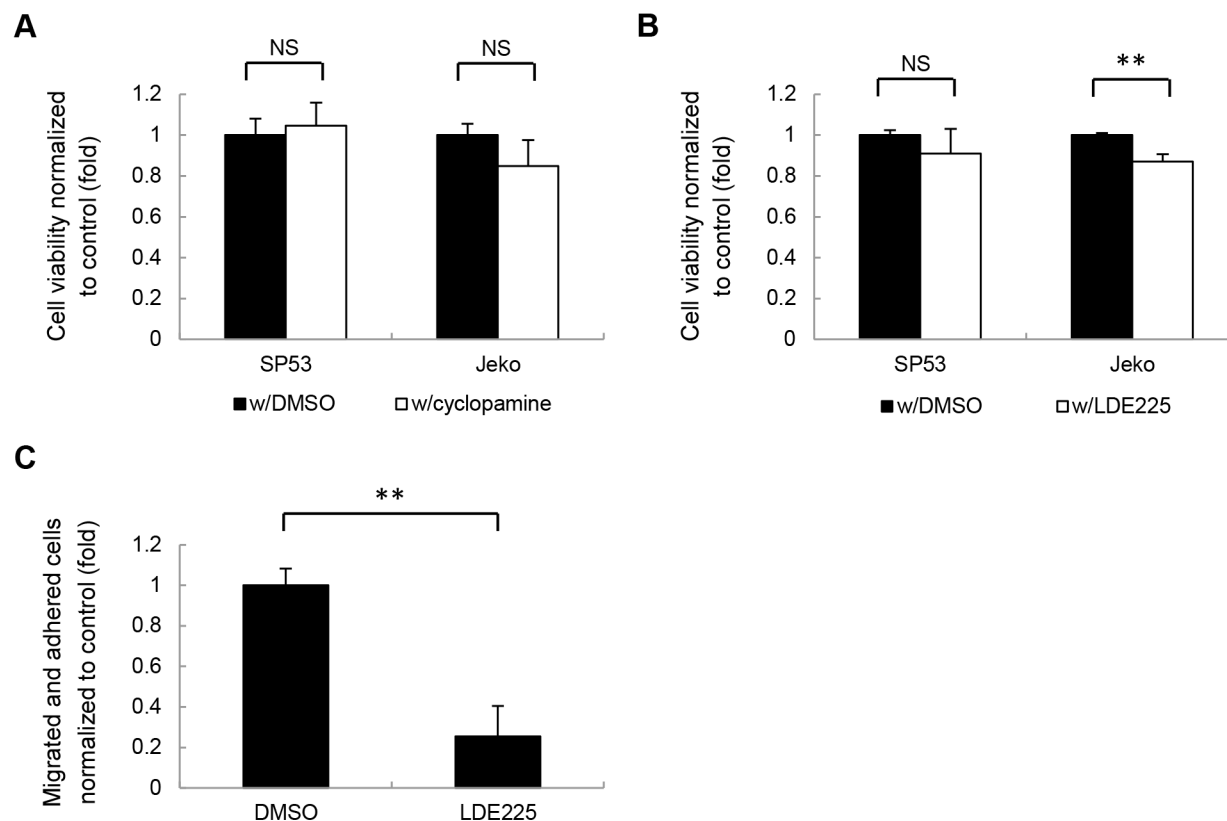 A
NS
NS
Cell viability normalized
to control (fold)
1.2
1
0.8
0.6
0.4
0.2
0
SP53
Jeko
w/DMSO
w/cyclopamine
B
NS
**
Cell viability normalized
to control (fold)
1.2
1
0.8
0.6
0.4
0.2
0
SP53
Jeko
w/DMSO
w/LDE225
C
**
Migrated and adhered cells
normalized to control (fold)
1.2
1
0.8
0.6
0.4
0.2
0
DMSO
LDE225